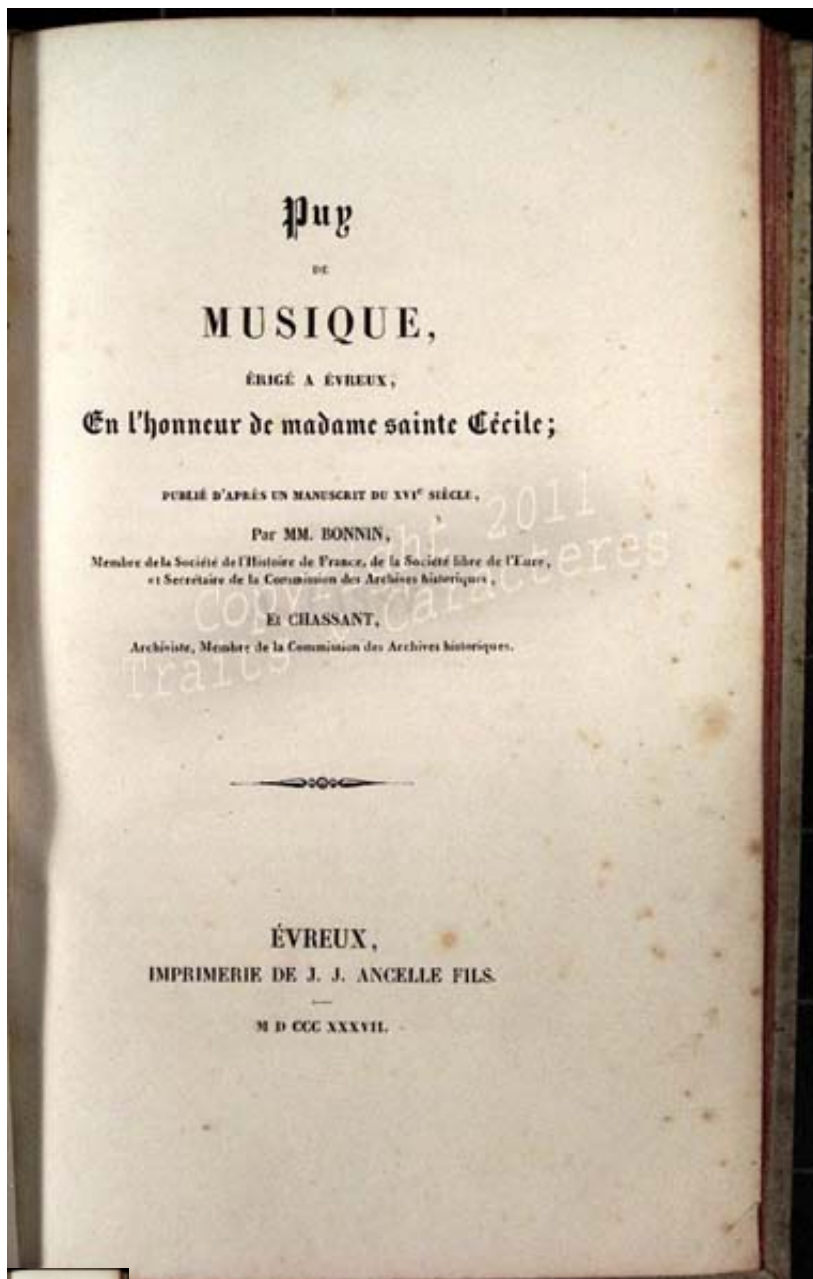 Puy
DE
MUSIQUE,
ÉRIGÉ A ÉVREUX,
En l'honneur de madame sainte Cécile;
PUBLIÉ D'APRÈS UN MANUSCRIT DU XVIe SIÈCLE,
Par MM. BONNIN,
Membre de la Société de l'Histoire de France, de la Société libre de l'Eure,
et Secrétaire de la Commission des Archives historiques,
Et CHASSANT,
Archiviste, Membre de la Commission des Archives historiques.
Copyright 2011
Traits & Caracteres
ÉVREUX,
IMPRIMERIE DE J. J. ANCELLE FILS.
M D CCC XXXVII.